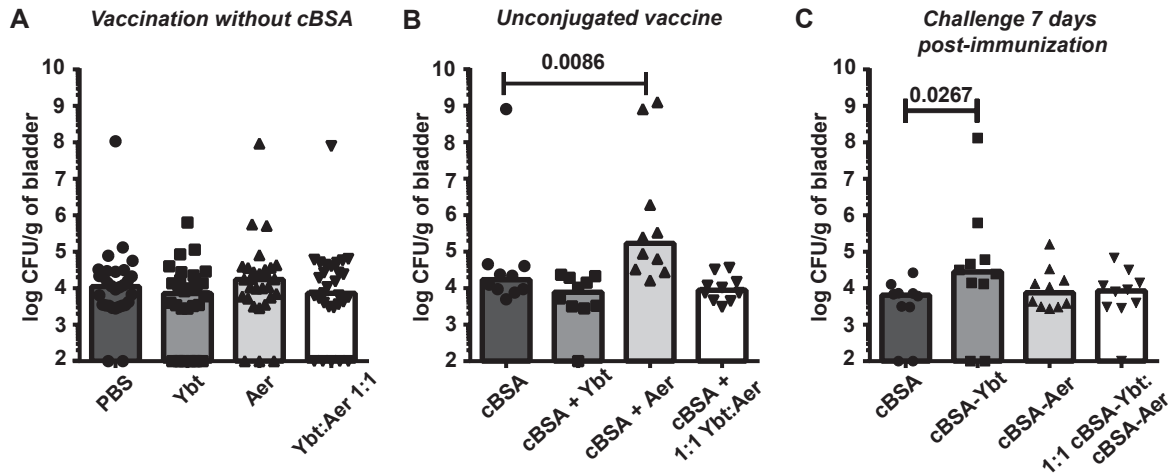 A
Vaccination without cBSA
log CFU/g of bladder
10
9
8
7
6
5
4
3
2
PBS
Ybt
Aer
Ybt:Aer 1:1
B
Unconjugated vaccine
0.0086
log CFU/g of bladder
10
9
8
7
6
5
4
3
2
cBSA
cBSA + Ybt
cBSA + Aer
cBSA +
1:1 Ybt:Aer
C
Challenge 7 days
post-immunization
0.0267
log CFU/g of bladder
10
9
8
7
6
5
4
3
2
cBSA
cBSA-Ybt
cBSA-Aer
1:1 cBSA-Ybt:
cBSA-Aer